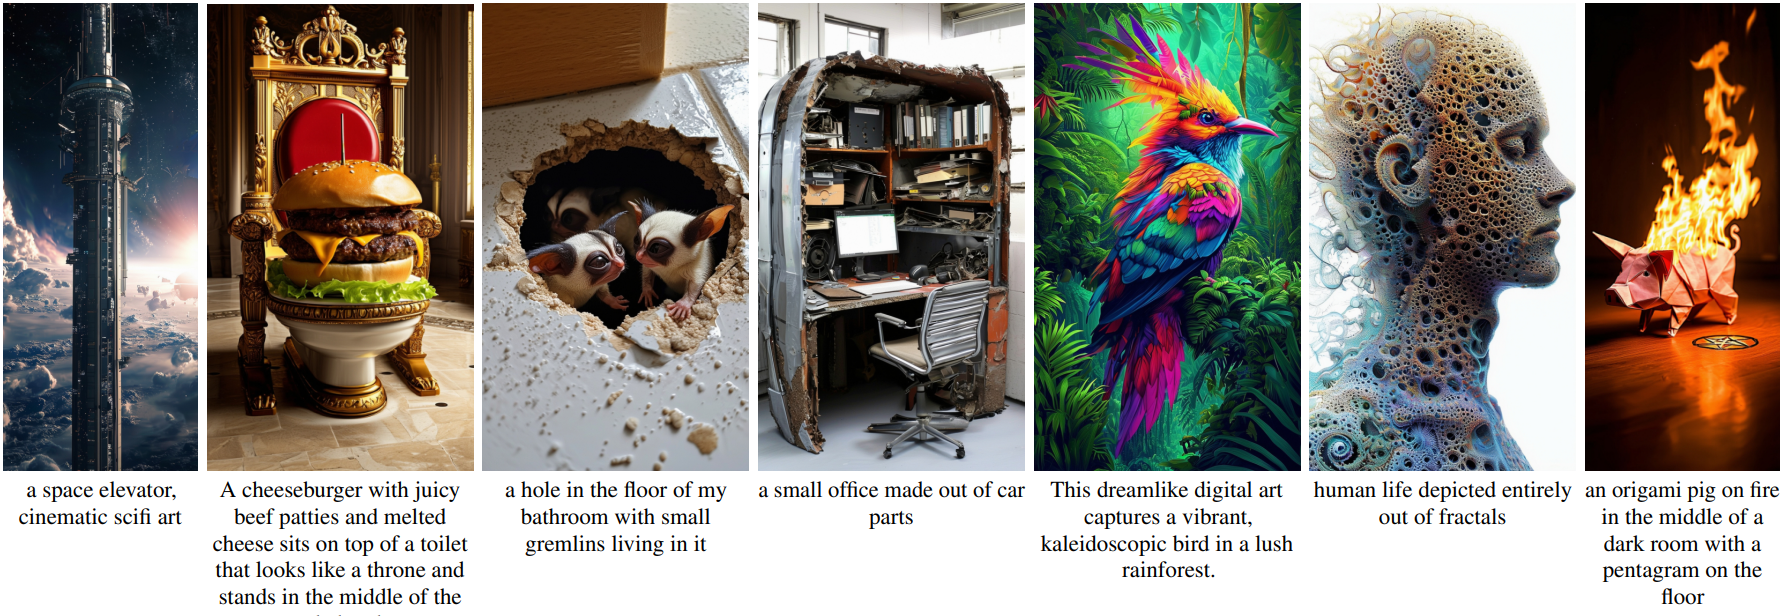 a space elevator,
cinematic scifi art
A cheeseburger with juicy
beef patties and melted
cheese sits on top of a toilet
that looks like a throne and
stands in the middle of the
a hole in the floor of my
bathroom with small
gremlins living in it
a small office made out of car
parts
This dreamlike digital art
captures a vibrant,
kaleidoscopic bird in a lush
rainforest.
human life depicted entirely
out of fractals
an origami pig on fire
in the middle of a
dark room with a
pentagram on the
floor